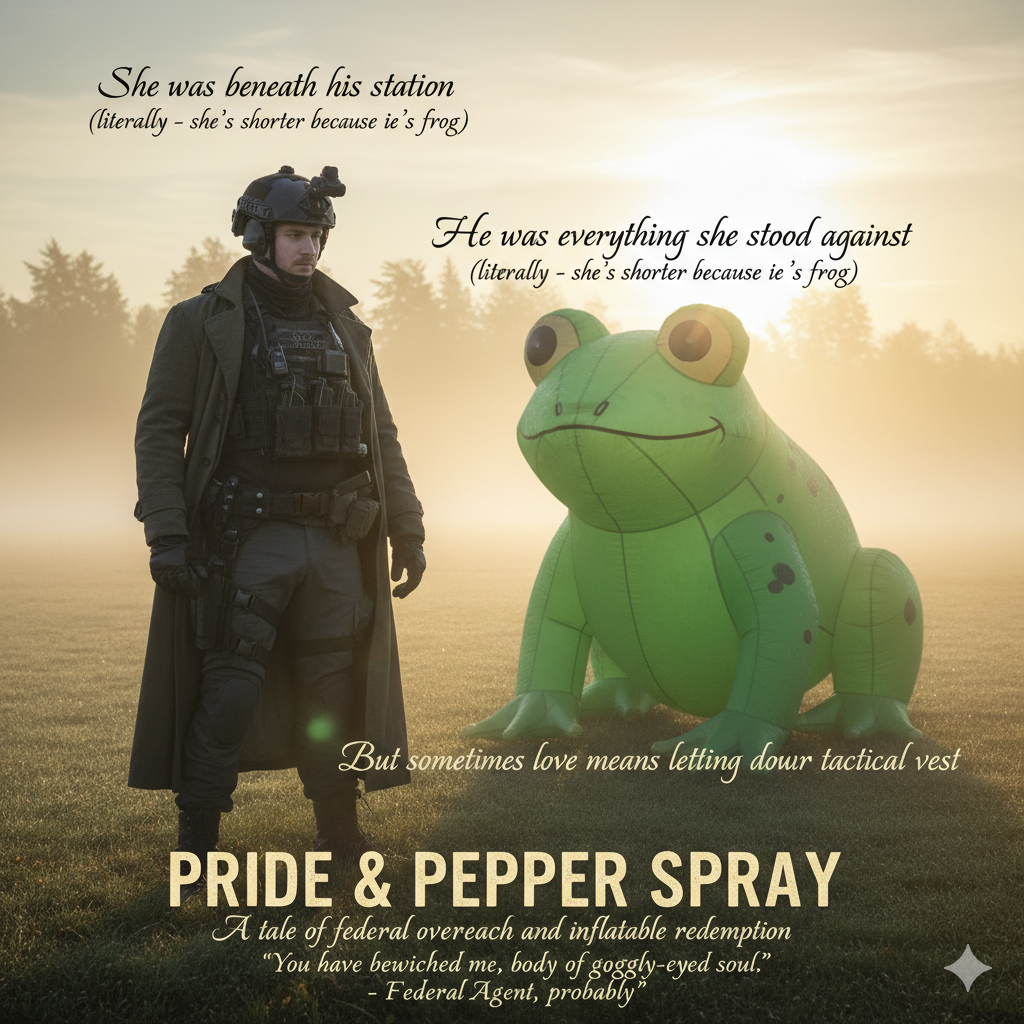 She was beneath his station
(literally – she's shorter because ie's frog)
He was everything she stood against
(literally – she's shorter because ie's frog)
But sometimes love means letting dowr tactical vest
PRIDE & PEPPER SPRAY
A tale of federal overeach and inflatable redemption
"You have bewiched me, body of goggly-eyed soul."
- Federal Agent, probably"